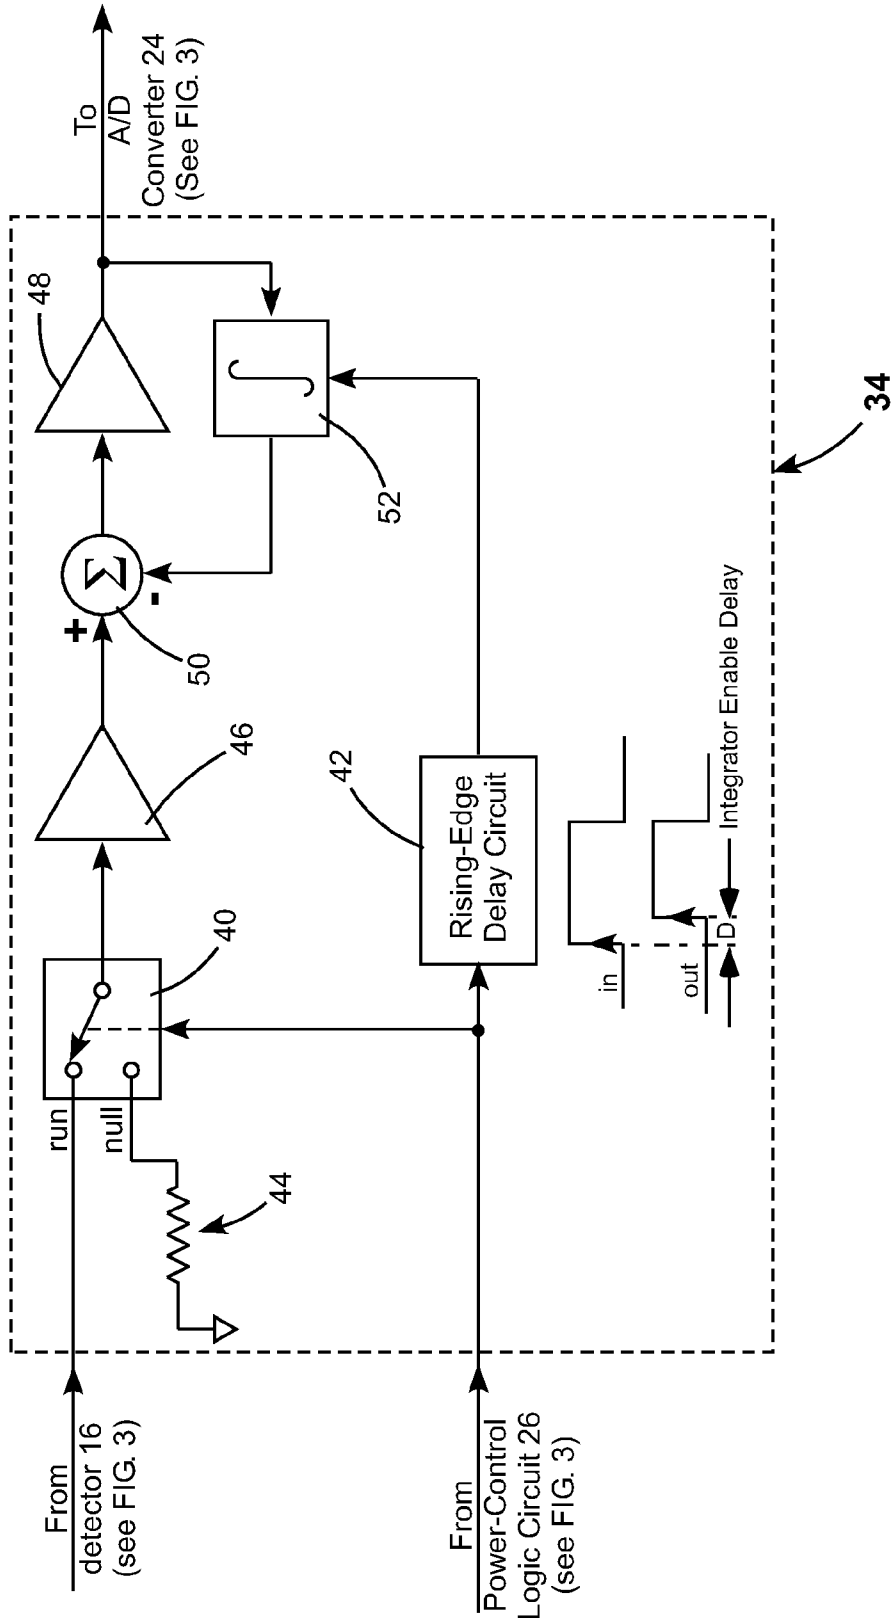 From
detector 16
(see FIG. 3)
run
null
44
40
46
+
-
Σ
50
48
∫
52
To
A/D
Converter 24
(See FIG. 3)
From
Power-Control
Logic Circuit 26
(see FIG. 3)
42
Rising-Edge
Delay Circuit
in
out
D
Integrator Enable Delay
34